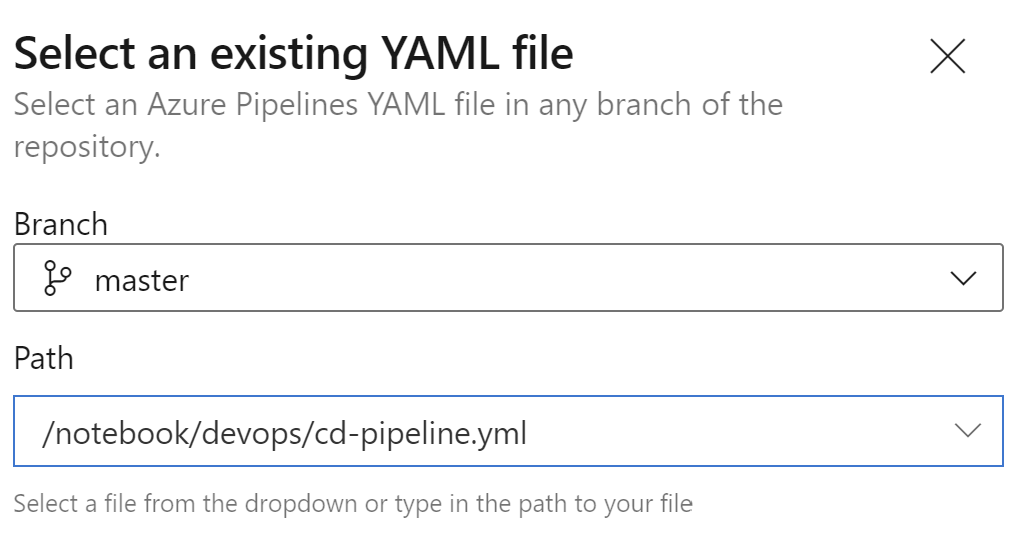 Select an existing YAML file
Select an Azure Pipelines YAML file in any branch of the
repository.
Branch
master
Path
/notebook/devops/cd-pipeline.yml
Select a file from the dropdown or type in the path to your file